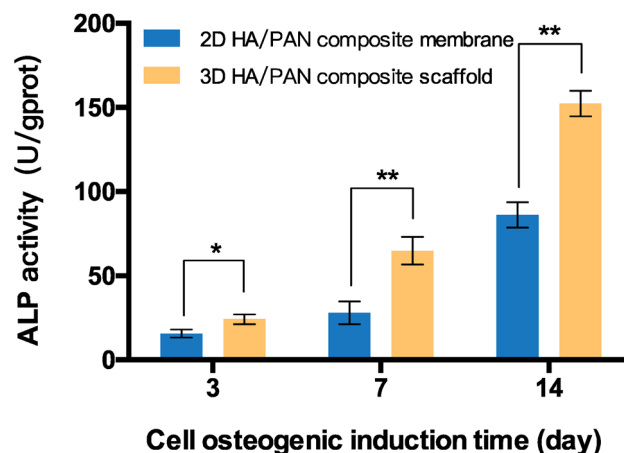 200
150
100
50
0
ALP activity (U/gprot)
2D HA/PAN composite membrane
3D HA/PAN composite scaffold
*
**
**
3
7
14
Cell osteogenic induction time (day)